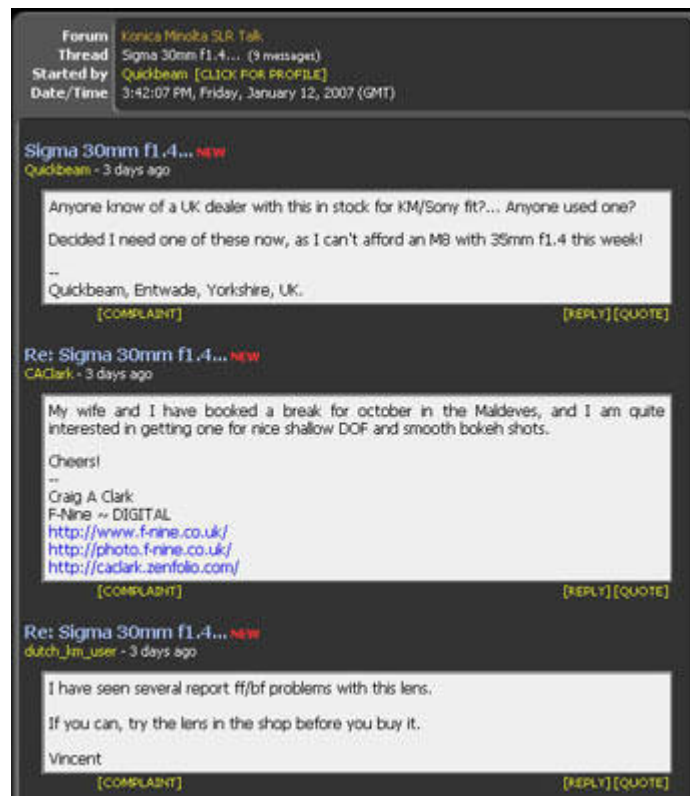 Forum Konica Minolta SLR Talk
Thread Sigma 30mm f1.4... (9 messages)
Started by Quickbeam [CLICK FOR PROFILE]
Date/Time 3:42:07 PM, Friday, January 12, 2007 (GMT)
Sigma 30mm f1.4... NEW
Quickbeam - 3 days ago
Anyone know of a UK dealer with this in stock for KM/Sony fit?... Anyone used one?
Decided I need one of these now, as I can't afford an M8 with 35mm f1.4 this week!
--
Quickbeam, Entwade, Yorkshire, UK.
[COMPLAINT] [REPLY] [QUOTE]
Re: Sigma 30mm f1.4... NEW
CAClark - 3 days ago
My wife and I have booked a break for october in the Maldeves, and I am quite
interested in getting one for nice shallow DOF and smooth bokeh shots.
Cheers!
--
Craig A Clark
F-Nine ~ DIGITAL
http://www.f-nine.co.uk/
http://photo.f-nine.co.uk/
http://caclark.zenfolio.com/
[COMPLAINT] [REPLY] [QUOTE]
Re: Sigma 30mm f1.4... NEW
dutch_km_user - 3 days ago
I have seen several report ff/bf problems with this lens.
If you can, try the lens in the shop before you buy it.
Vincent
[COMPLAINT] [REPLY] [QUOTE]